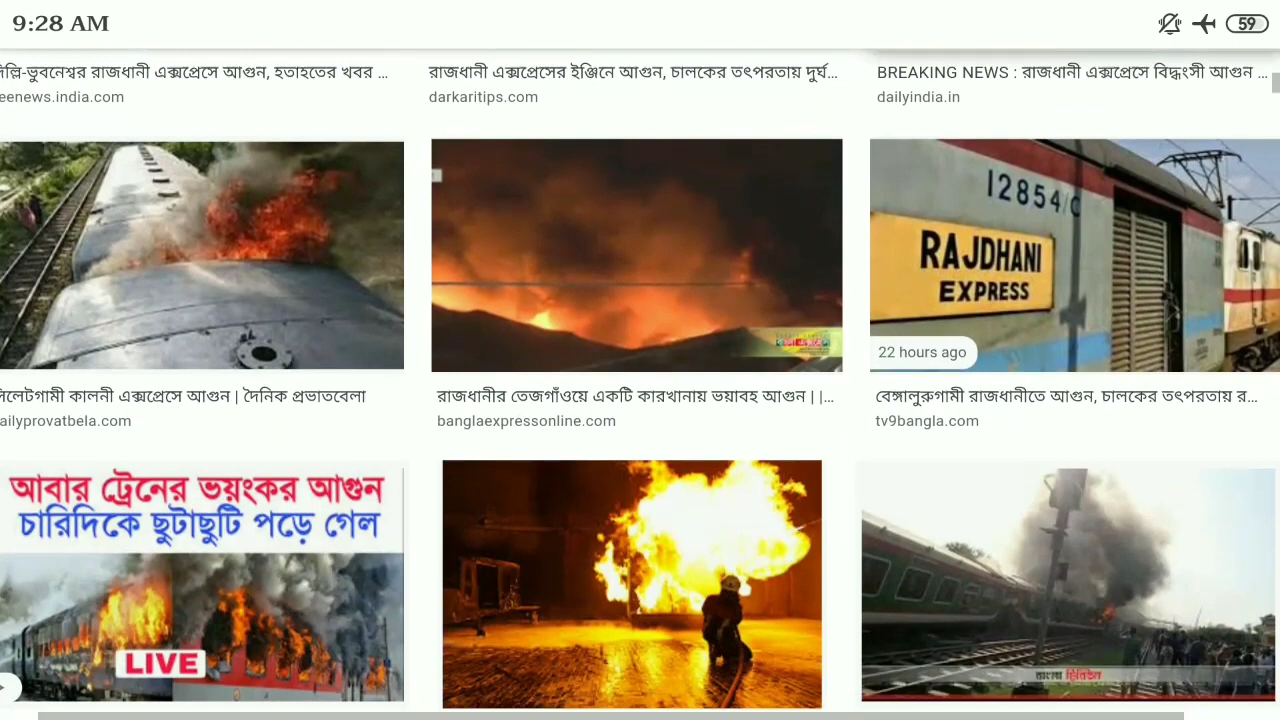 9:28 AM
59
দিল্লি-ভুবনেশ্বর রাজধানী এক্সপ্রেসে আগুন, হতাহতের খবর ...
eenews.india.com
রাজধানী এক্সপ্রেসের ইঞ্জিনে আগুন, চালকের তৎপরতায় দুর্ঘ...
darkaritips.com
BREAKING NEWS : রাজধানী এক্সপ্রেসে বিদ্ধংসী আগুন ...
dailyindia.in
12854/C
RAJDHANI
EXPRESS
22 hours ago
সিলেটগামী কালনী এক্সপ্রেসে আগুন | দৈনিক প্রভাতবেলা
ailyprovatbela.com
রাজধানীর তেজগাঁওয়ে একটি কারখানায় ভয়াবহ আগুন | |...
banglaexpressonline.com
বেঙ্গালুরুগামী রাজধানীতে আগুন, চালকের তৎপরতায় র...
tv9bangla.com
আবার ট্রেনের ভয়ংকর আগুন
চারিদিকে ছুটাছুটি পড়ে গেল
LIVE
বাংলা ট্রিবিউন